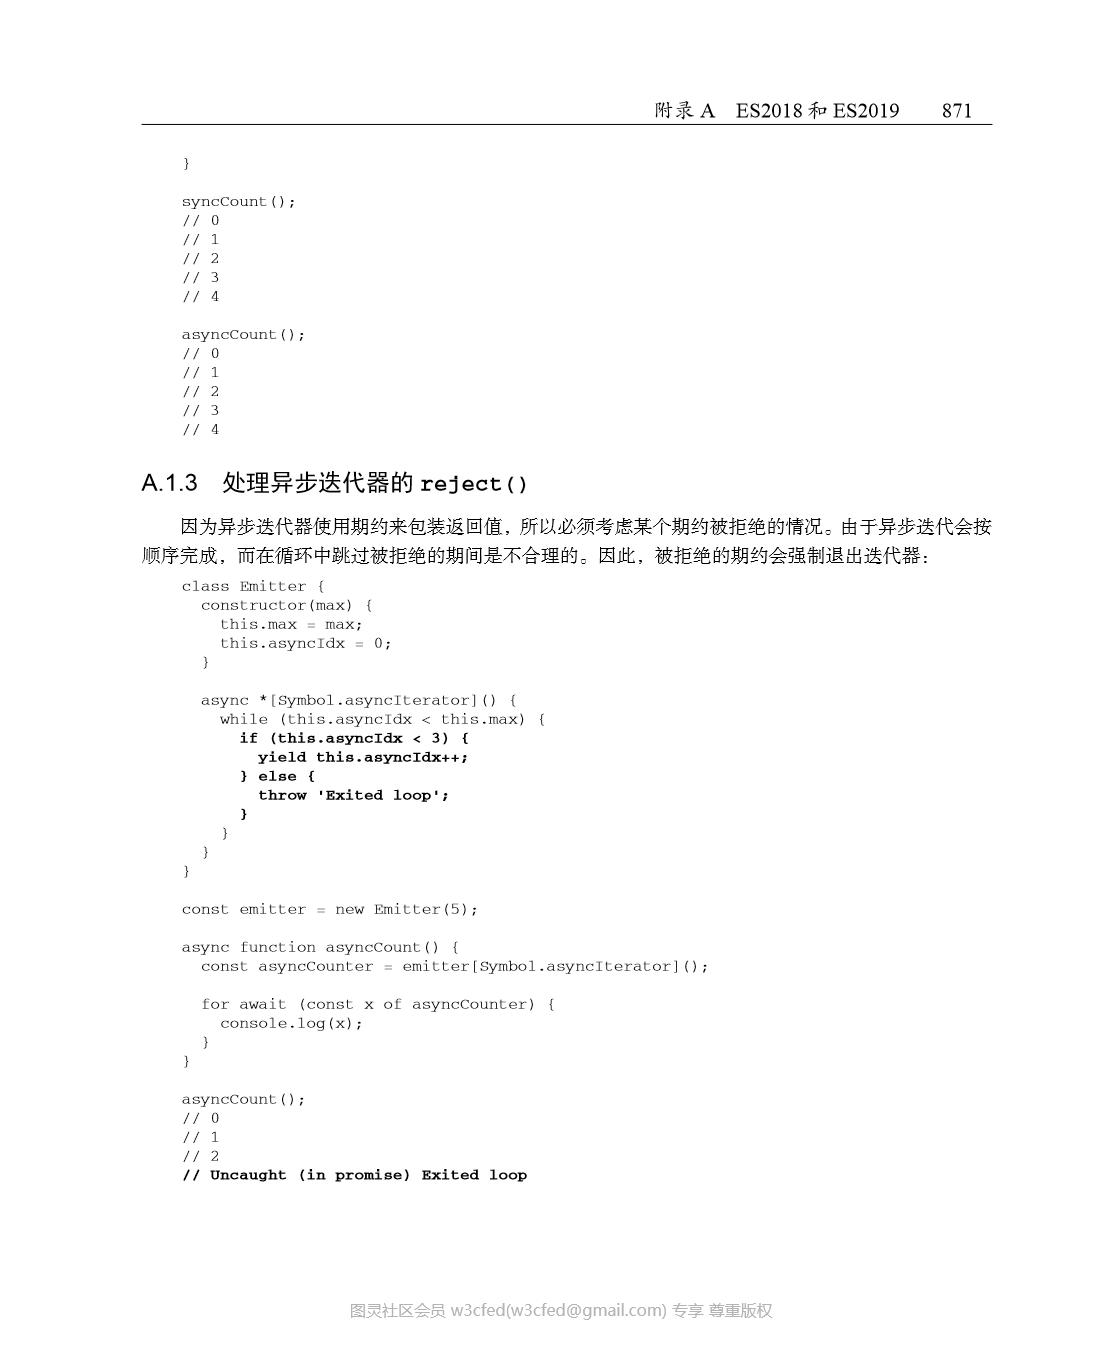 附录 A ES2018 和 ES2019 871
}
syncCount();
// 0
// 1
// 2
// 3
// 4
asyncCount();
// 0
// 1
// 2
// 3
// 4
A.1.3 处理异步迭代器的 reject()
因为异步迭代器使用期约来包装返回值，所以必须考虑某个期约被拒绝的情况。由于异步迭代会按
顺序完成，而在循环中跳过被拒绝的期间是不合理的。因此，被拒绝的期约会强制退出迭代器：
class Emitter {
  constructor(max) {
    this.max = max;
    this.asyncIdx = 0;
  }
  async *[Symbol.asyncIterator]() {
    while (this.asyncIdx < this.max) {
      if (this.asyncIdx < 3) {
        yield this.asyncIdx++;
      } else {
        throw 'Exited loop';
      }
    }
  }
}
const emitter = new Emitter(5);
async function asyncCount() {
  const asyncCounter = emitter[Symbol.asyncIterator]();
  for await (const x of asyncCounter) {
    console.log(x);
  }
}
asyncCount();
// 0
// 1
// 2
// Uncaught (in promise) Exited loop
图灵社区会员 w3cfed(w3cfed@gmail.com) 专享 尊重版权